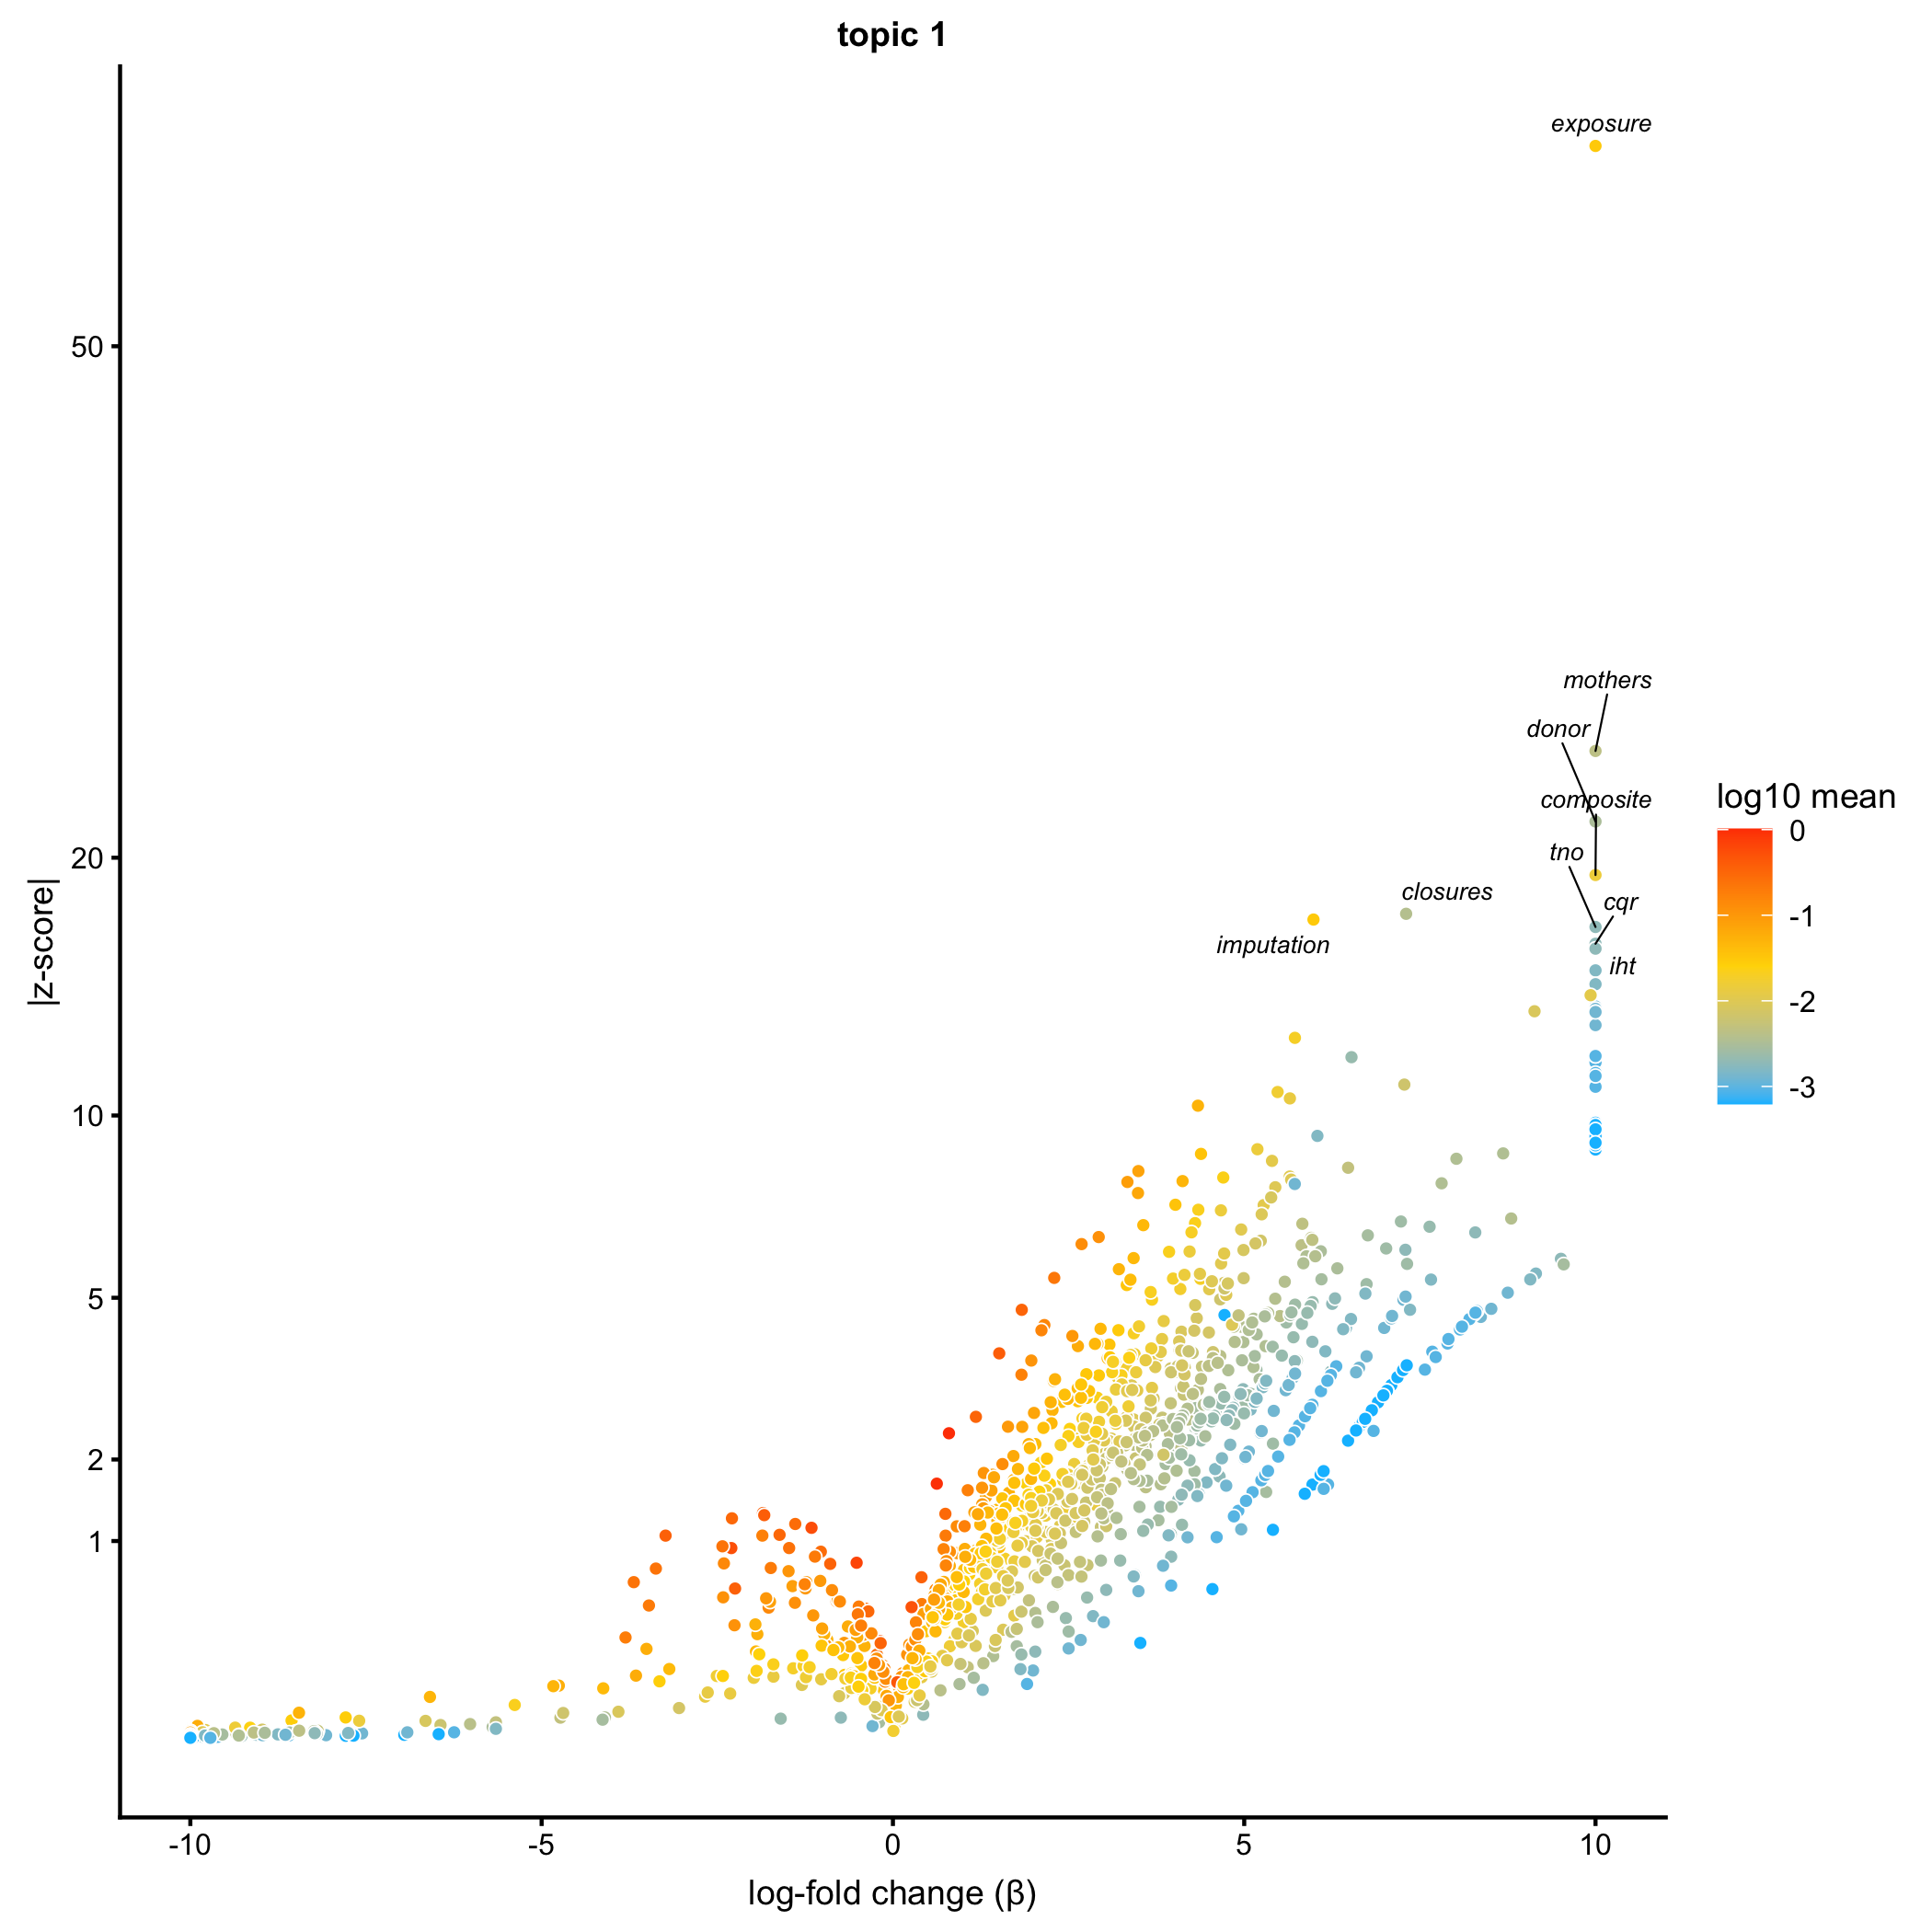 topic 1
exposure
50
mothers
donor
composite
log10 mean
0
20
tno
closures
cqr
-1
imputation
iht
|z-score|
-2
-3
10
5
2
1
-10
-5
0
5
10
log-fold change (β)